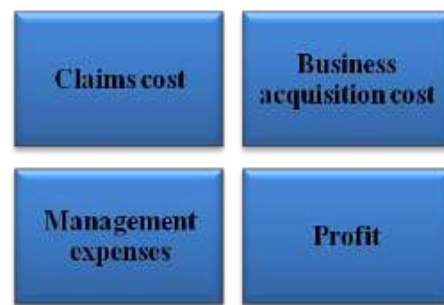 Claims cost
Business
acquisition cost
Management
expenses
Profit